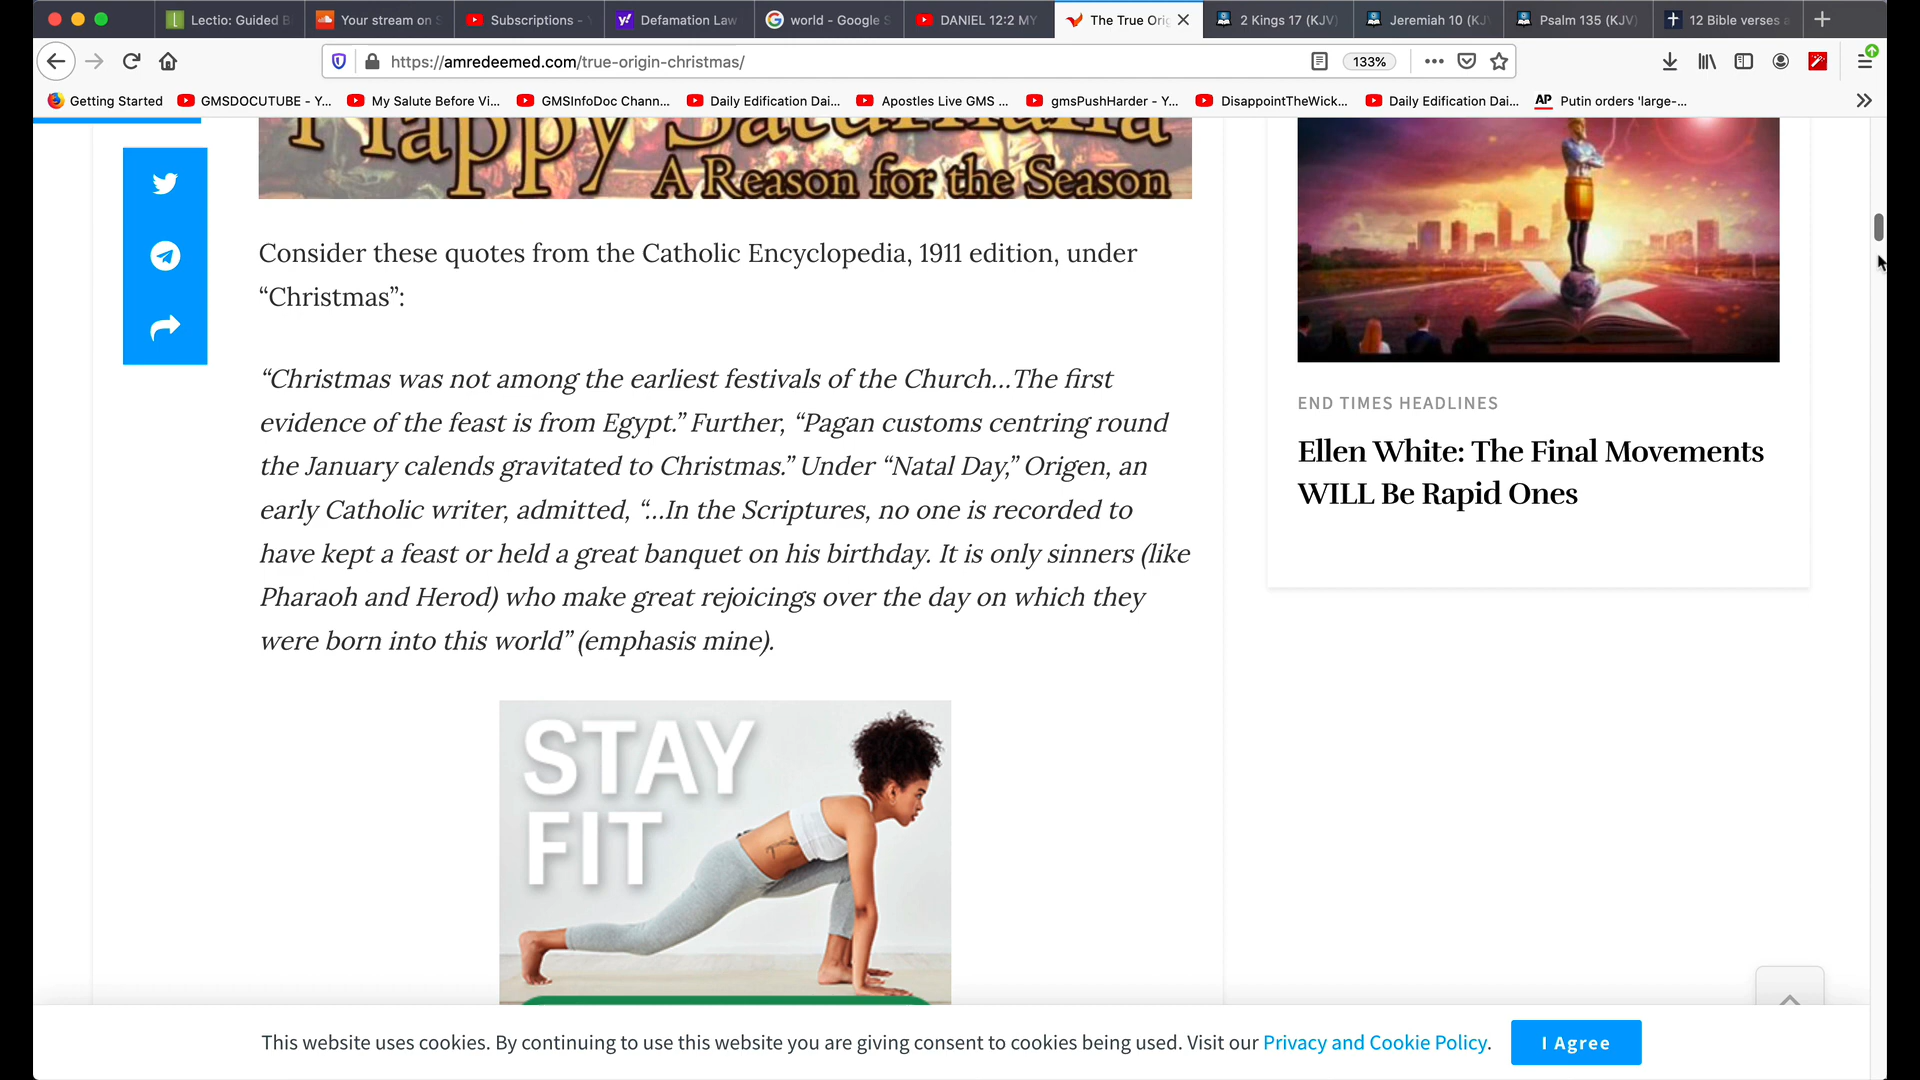 Lectio: Guided B
Your stream on S
Subscriptions - Y
Defamation Law
world - Google S
DANIEL 12:2 MY
The True Orig
2 Kings 17 (KJV)
Jeremiah 10 (KJV
Psalm 135 (KJV)
12 Bible verses a
https://amredeemed.com/true-origin-christmas/
133%
Getting Started
GMSDOCUTUBE - Y...
My Salute Before Vi...
GMSInfoDoc Chann...
Daily Edification Dai...
Apostles Live GMS ...
gmsPushHarder - Y...
DisappointTheWick...
Daily Edification Dai...
AP Putin orders 'large-...
Happy Saturnalia
A Reason for the Season
Consider these quotes from the Catholic Encyclopedia, 1911 edition, under
“Christmas”:
“Christmas was not among the earliest festivals of the Church…The first
evidence of the feast is from Egypt.” Further, “Pagan customs centring round
the January calends gravitated to Christmas.” Under “Natal Day,” Origen, an
early Catholic writer, admitted, “…In the Scriptures, no one is recorded to
have kept a feast or held a great banquet on his birthday. It is only sinners (like
Pharaoh and Herod) who make great rejoicings over the day on which they
were born into this world” (emphasis mine).
END TIMES HEADLINES
Ellen White: The Final Movements
WILL Be Rapid Ones
STAY
FIT
This website uses cookies. By continuing to use this website you are giving consent to cookies being used. Visit our Privacy and Cookie Policy.
I Agree